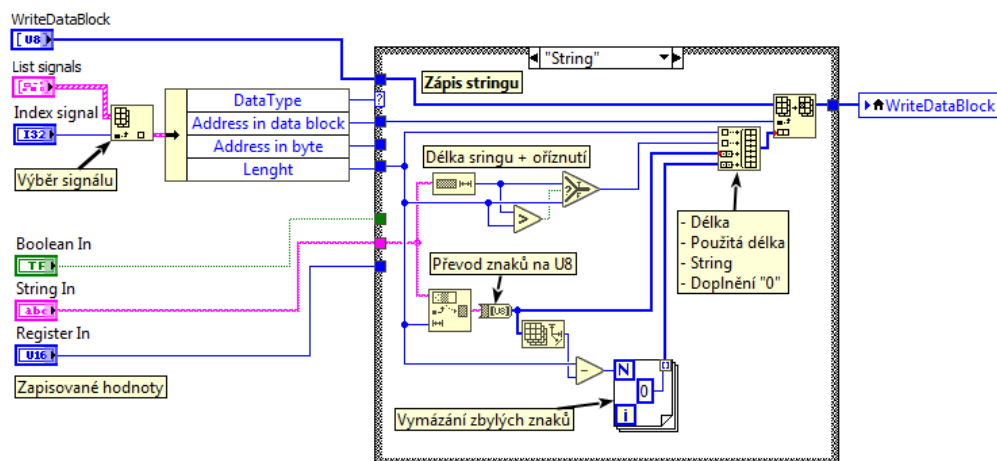 WriteDataBlock
U8
List signals
Index signal
I32
Výběr signálu
DataType
Address in data block
Address in byte
Lenght
Boolean In
TF
String In
abc
Register In
U16
Zapisované hodnoty
"String"
Zápis stringu
?
Délka sringu + oříznutí
?
T
F
>
Převod znaků na U8
[U8]
-
N
0
i
Vymázání zbylých znaků
- Délka
- Použitá délka
- String
- Doplnění "0"
WriteDataBlock